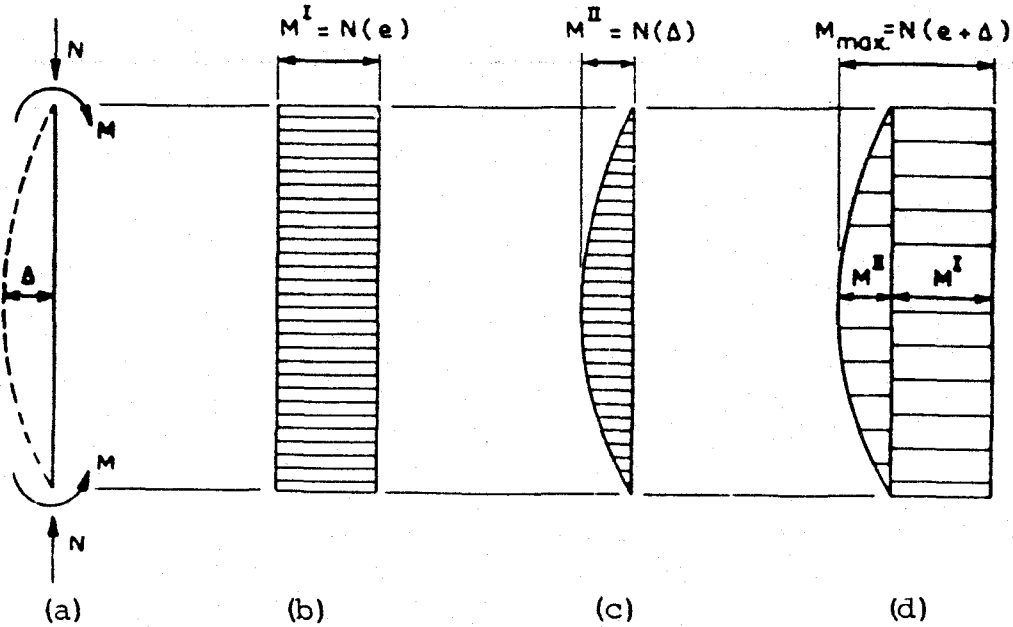 M^I = N(e)
M^II = N(Δ)
M_max. = N(e + Δ)
N
M
Δ
M^II
M^I
M
N
(a)
(b)
(c)
(d)